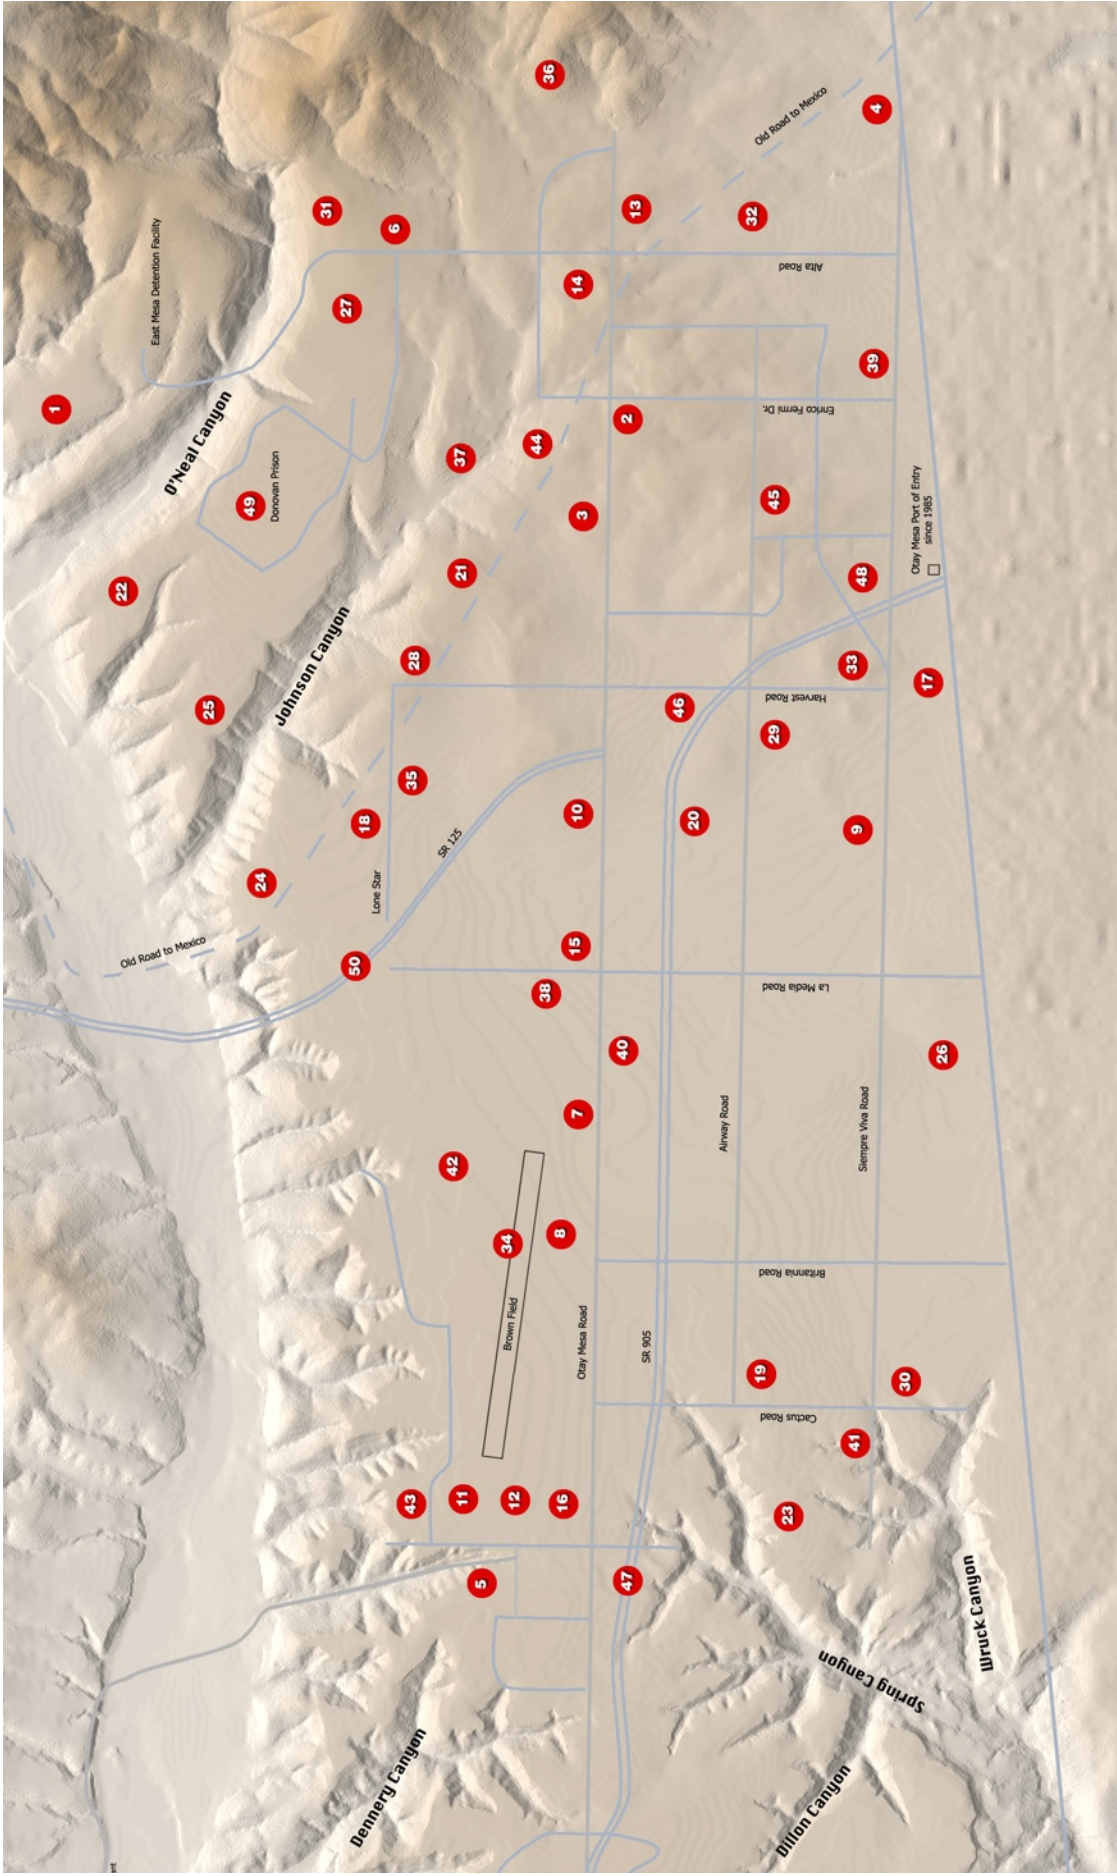 1
22
East Mesa Detention Facility
Old Road to Mexico
O'Neal Canyon
25
49
24
Donovan Prison
Johnson Canyon
31
27
50
18
Lone Star
Dennery Canyon
6
43
35
28
SR 125
42
37
21
11
5
34
Brown Field
12
44
38
36
8
16
15
7
10
14
Otay Mesa Road
3
40
47
2
13
SR 905
46
20
Airway Road
32
19
29
45
23
Cactus Road
Britannia Road
La Media Road
Harvest Road
Enrico Fermi Dr.
Alta Road
Old Road to Mexico
Dillon Canyon
41
33
9
48
Siempre Viva Road
Spring Canyon
39
4
30
Otay Mesa Port of Entry
since 1985
17
26
Wruck Canyon